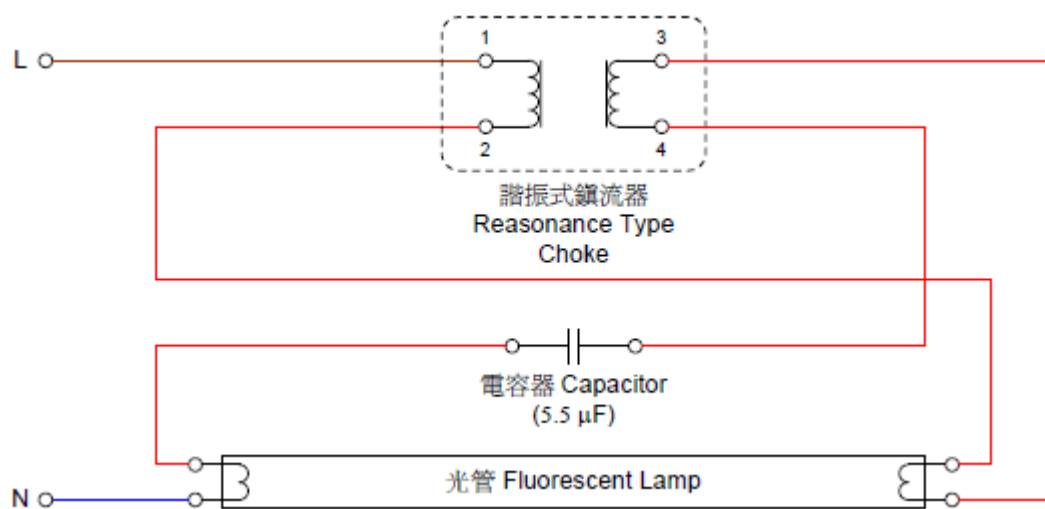 L
1
3
2
4
諧振式鎭流器
Reasonance Type
Choke
電容器 Capacitor
(5.5 μF)
光管 Fluorescent Lamp
N